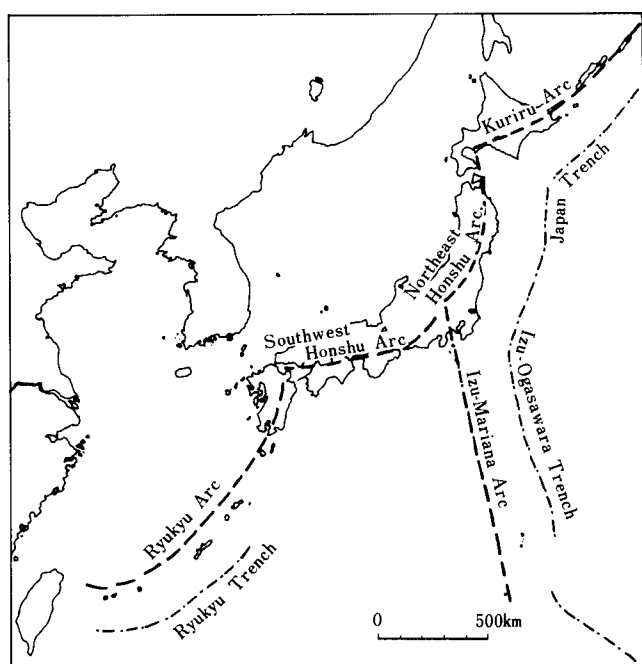 Kuriru Arc
Japan Trench
Northeast
Honshu Arc
Southwest
Honshu Arc
Izu-Ogasawara Trench
Izu-Mariana Arc
Ryukyu Arc
Ryukyu Trench
0 500km